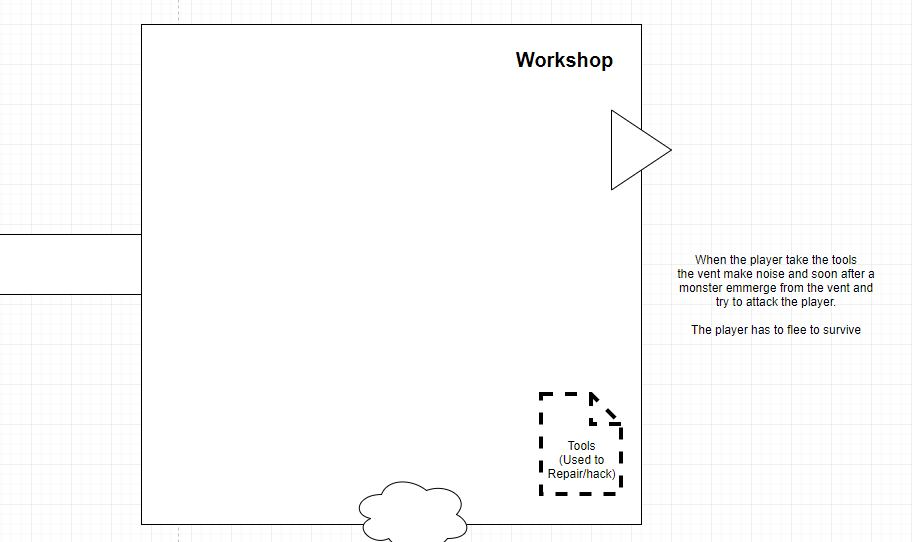 Workshop
When the player take the tools
the vent make noise and soon after a
monster emmerge from the vent and
try to attack the player.
The player has to flee to survive
Tools
(Used to
Repair/hack)